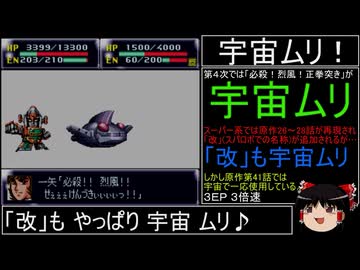 HP 3399/13300
EN 203/210
HP 1500/4000
EN 60/200
宇宙ムリ！
第4次では「必殺！烈風！正拳突き」が
宇宙ムリ
スーパー系では原作26～28話が再現され
「改」(スパロボでの名称)が追加されるが…
「改」も宇宙ムリ
しかし原作第41話では
宇宙で一応使用している
3EP 3倍速
一矢「必殺！！ 烈風！！
せぇぇぇけんづきぃいいいっ！！」
「改」も やっぱり 宇宙 ムリ♪